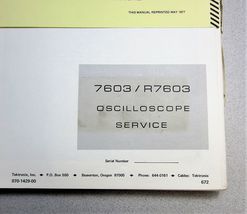 THIS MANUAL REPRINTED MAY 1977
7603 / R7603
OSCILLOSCOPE
SERVICE
Serial Number
Tektronix, Inc. • P.O. Box 500 • Beaverton, Oregon 97005 • Phone: 644-0161 • Cables: Tektronix
070-1429-00 672